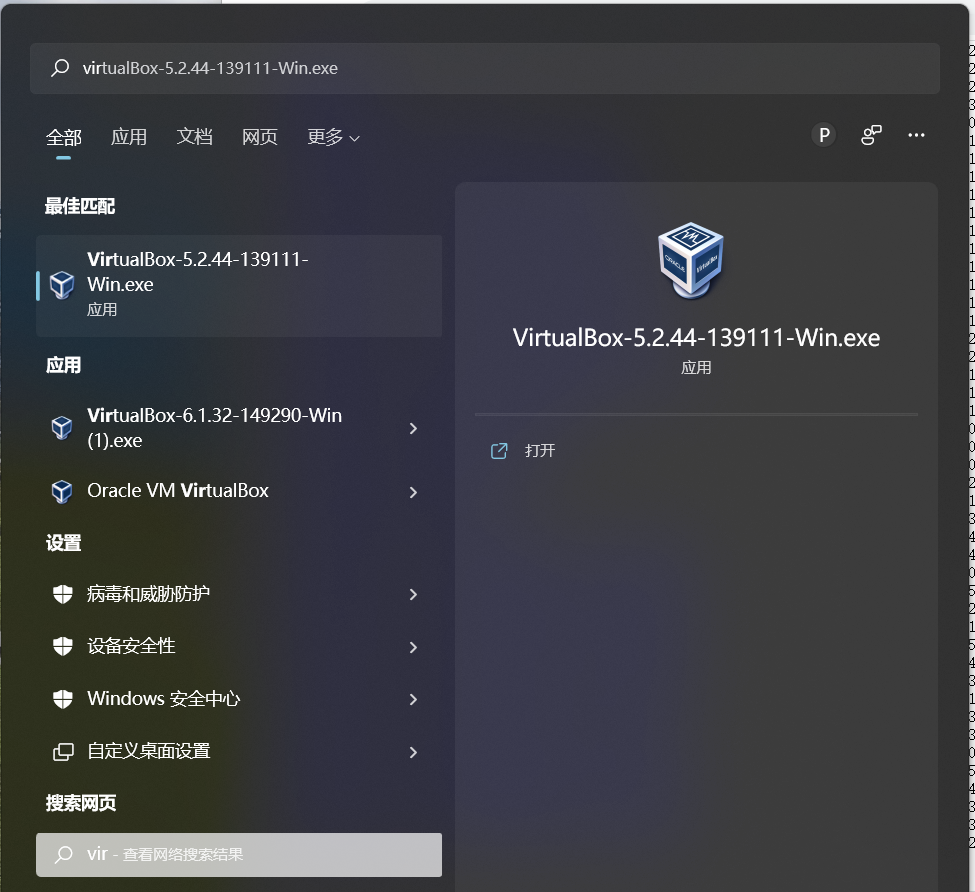 virtualBox-5.2.44-139111-Win.exe
全部 应用 文档 网页 更多
P
最佳匹配
VirtualBox-5.2.44-139111-
Win.exe
应用
应用
VirtualBox-6.1.32-149290-Win
(1).exe
Oracle VM VirtualBox
设置
病毒和威胁防护
设备安全性
Windows 安全中心
自定义桌面设置
搜索网页
vir - 查看网络搜索结果
ORACLE
VirtualBox
VirtualBox-5.2.44-139111-Win.exe
应用
打开